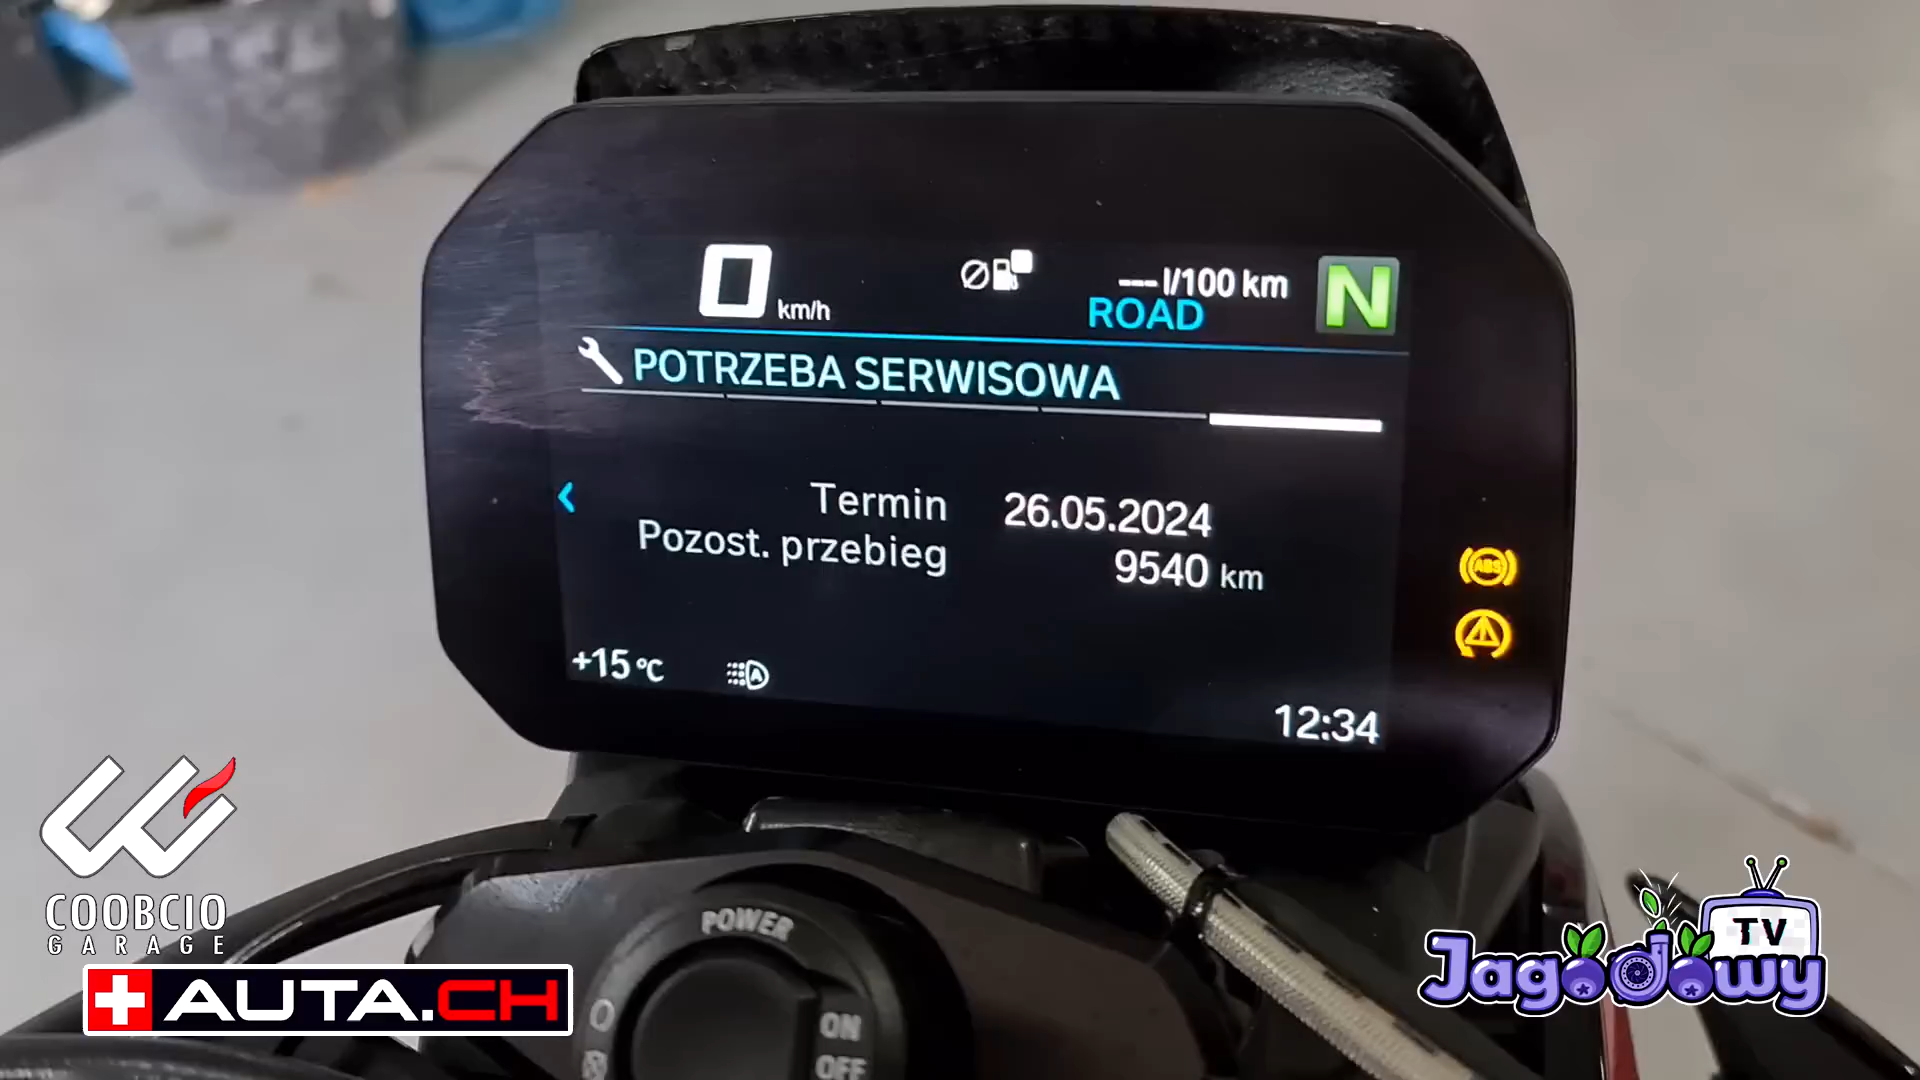 0 km/h
--- l/100 km
ROAD
N
POTRZEBA SERWISOWA
Termin 26.05.2024
Pozost. przebieg 9540 km
ABS
+15 °C
A
12:34
POWER
ON
OFF
COOBCIO
GARAGE
AUTA.CH
TV
Jagodowy